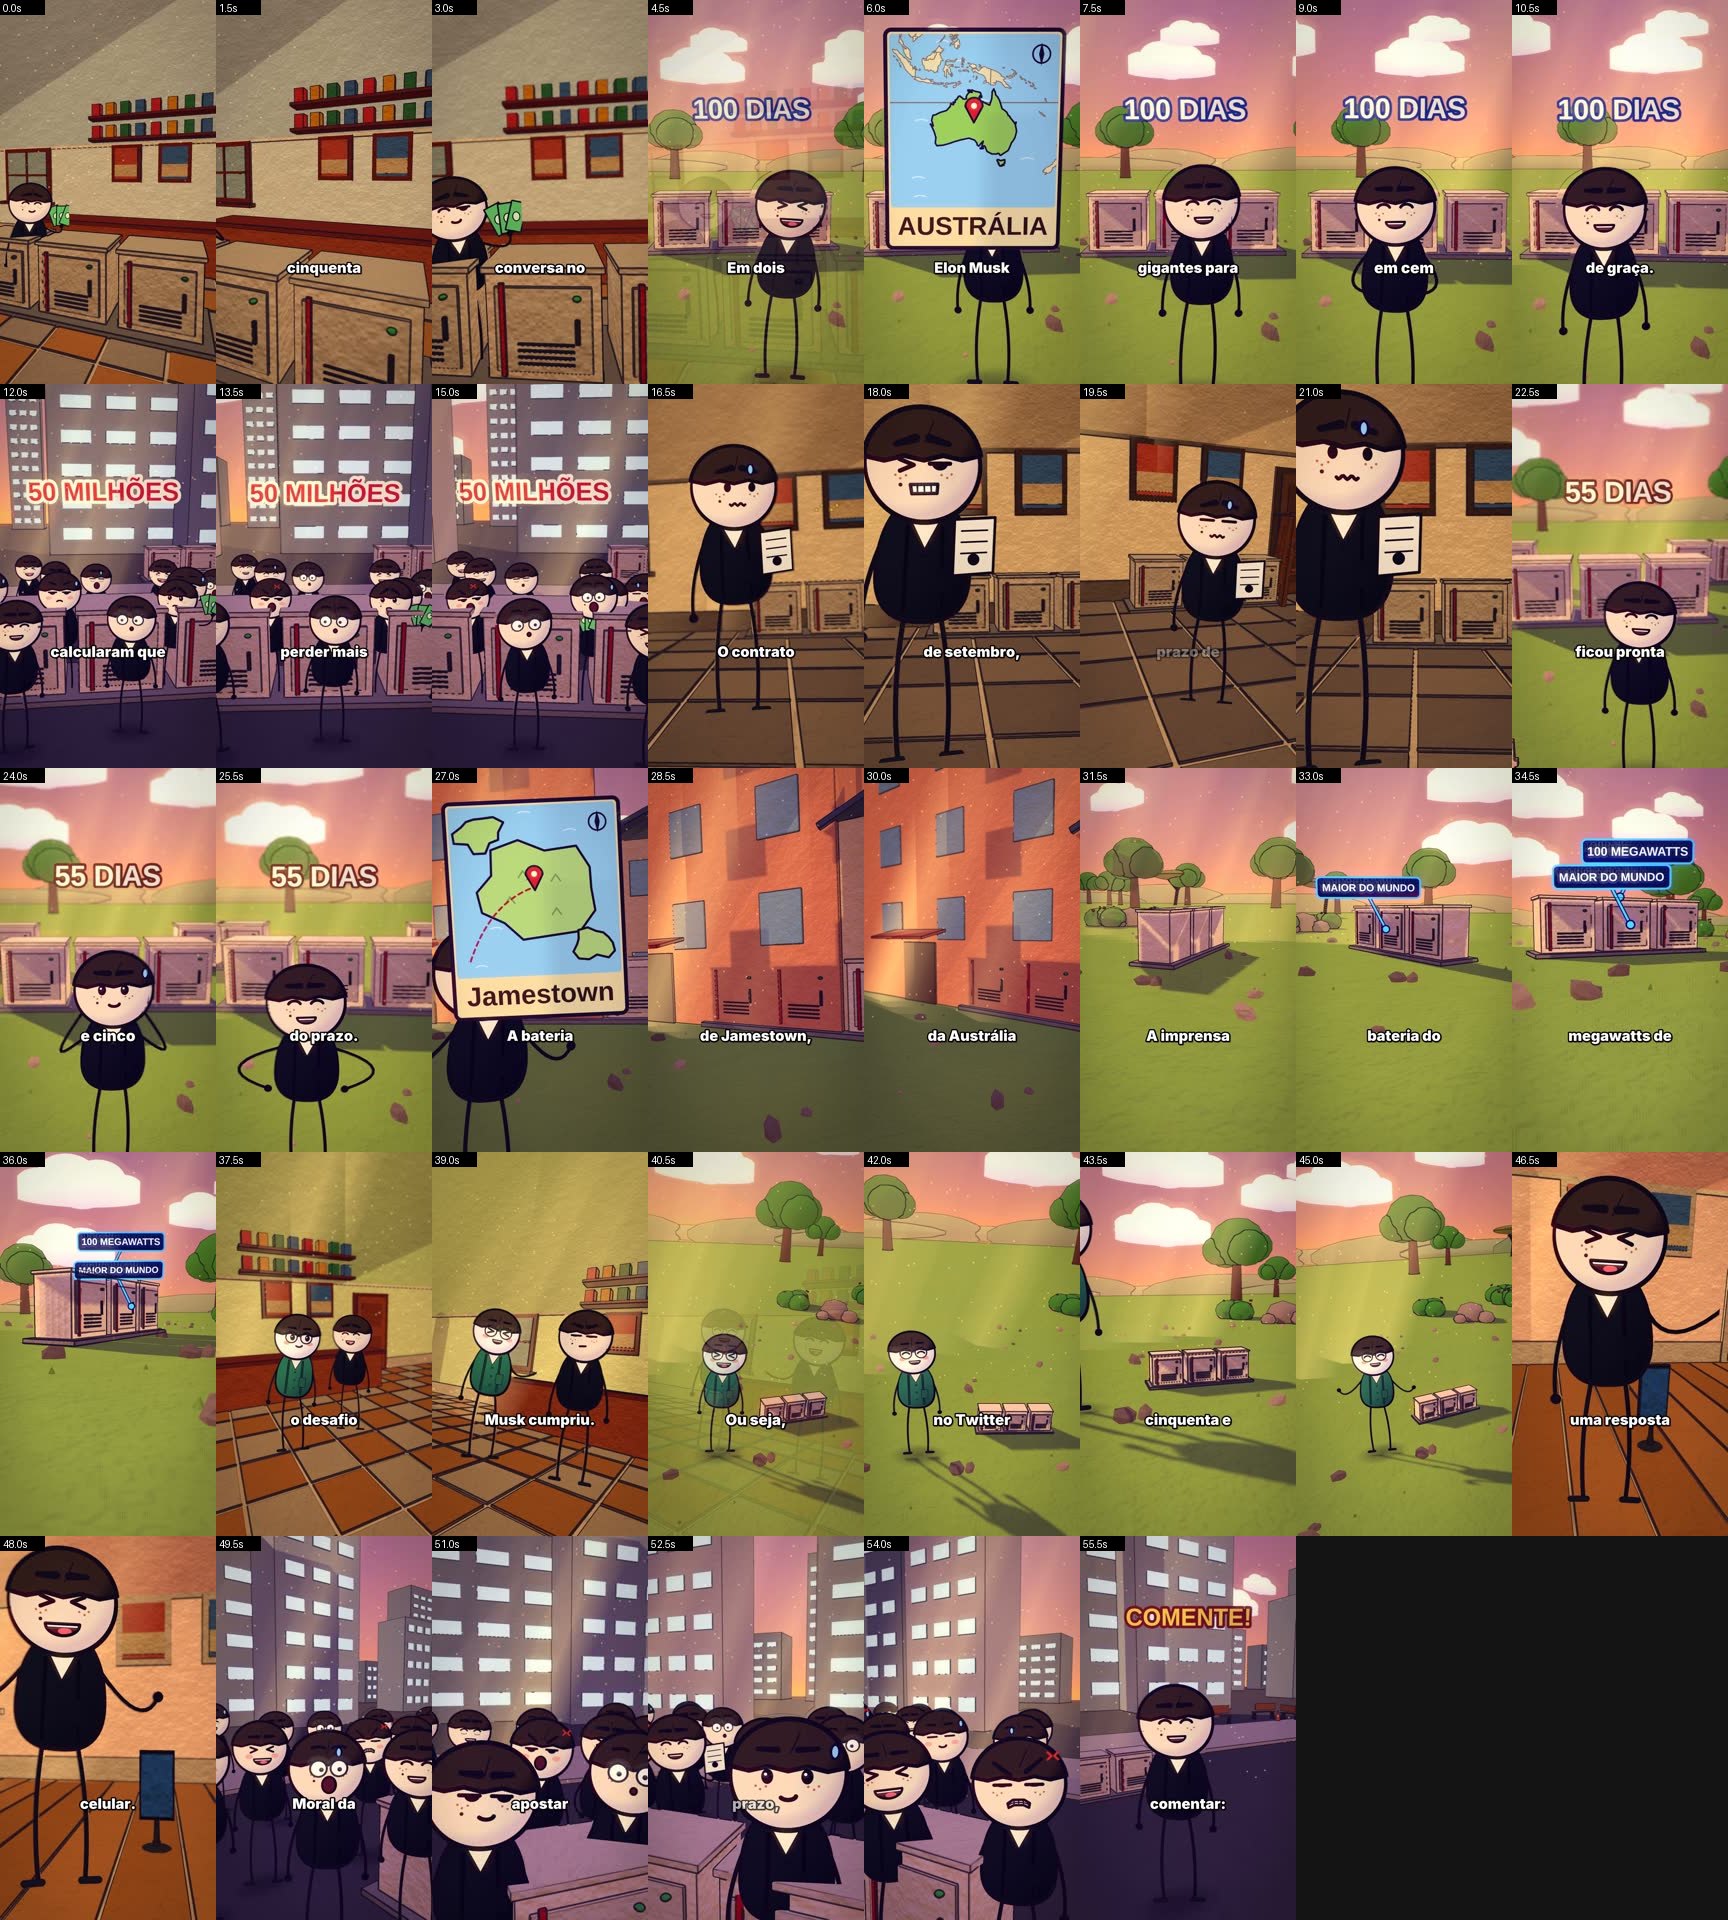 0.0s
1.5s
cinquenta
3.0s
conversa no
4.5s
100 DIAS
Em dois
6.0s
AUSTRÁLIA
Elon Musk
7.5s
100 DIAS
gigantes para
9.0s
100 DIAS
em cem
10.5s
100 DIAS
de graça.
12.0s
50 MILHÕES
calcularam que
13.5s
50 MILHÕES
perder mais
15.0s
50 MILHÕES
16.5s
O contrato
18.0s
de setembro,
19.5s
prazo de
21.0s
22.5s
55 DIAS
ficou pronta
24.0s
55 DIAS
e cinco
25.5s
55 DIAS
do prazo.
27.0s
Jamestown
A bateria
28.5s
de Jamestown,
30.0s
da Austrália
31.5s
A imprensa
33.0s
MAIOR DO MUNDO
bateria do
34.5s
100 MEGAWATTS
MAIOR DO MUNDO
megawatts de
36.0s
100 MEGAWATTS
MAIOR DO MUNDO
37.5s
o desafio
39.0s
Musk cumpriu.
40.5s
Ou seja,
42.0s
no Twitter
43.5s
cinquenta e
45.0s
46.5s
uma resposta
48.0s
celular.
49.5s
Moral da
51.0s
apostar
52.5s
prazo,
54.0s
55.5s
COMENTE!
comentar: